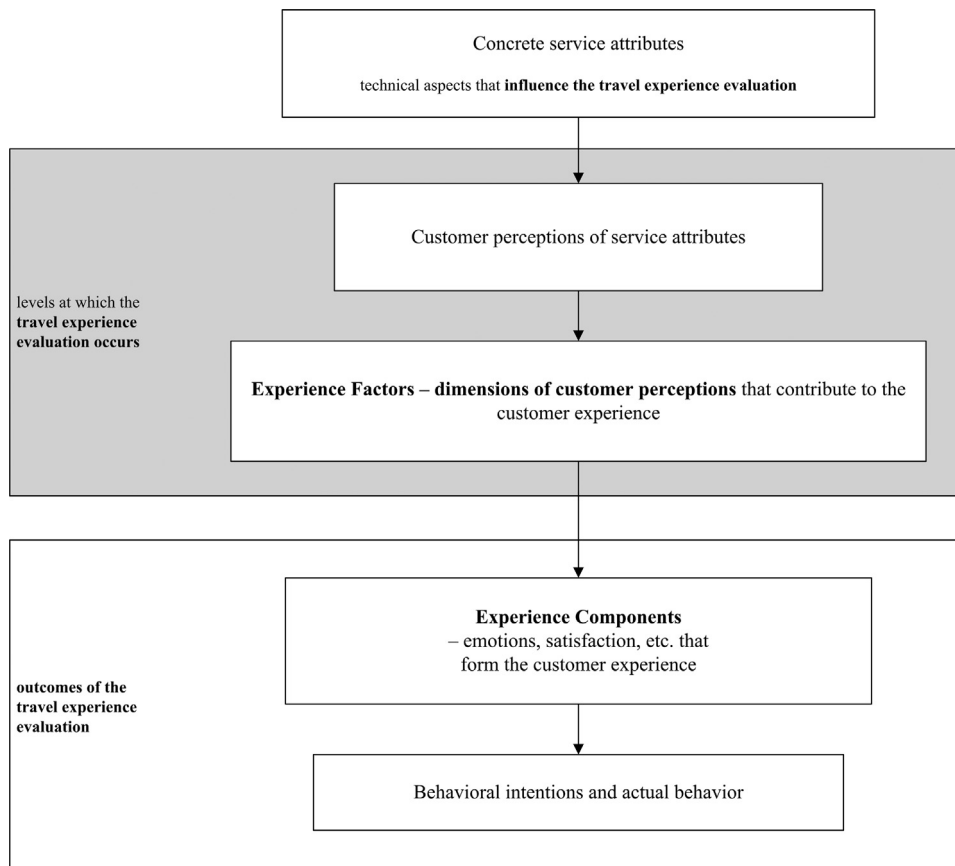 Concrete service attributes
technical aspects that influence the travel experience evaluation
Customer perceptions of service attributes
levels at which the
travel experience
evaluation occurs
Experience Factors – dimensions of customer perceptions that contribute to the
customer experience
Experience Components
– emotions, satisfaction, etc. that
form the customer experience
outcomes of the
travel experience
evaluation
Behavioral intentions and actual behavior